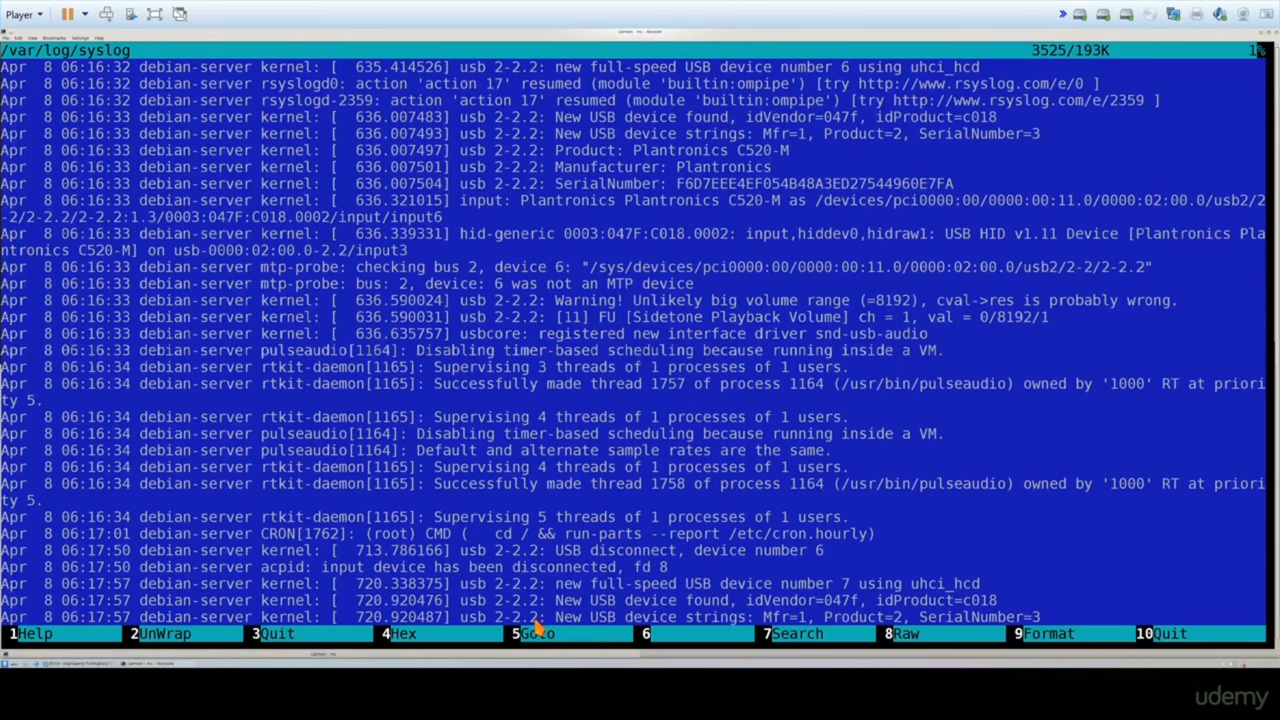 Player
carmen : mc — Konsole
File Edit View Bookmarks Settings Help
/var/log/syslog 3525/193K 1%
Apr  8 06:16:32 debian-server kernel: [  635.414526] usb 2-2.2: new full-speed USB device number 6 using uhci_hcd
Apr  8 06:16:32 debian-server rsyslogd0: action 'action 17' resumed (module 'builtin:ompipe') [try http://www.rsyslog.com/e/0 ]
Apr  8 06:16:32 debian-server rsyslogd-2359: action 'action 17' resumed (module 'builtin:ompipe') [try http://www.rsyslog.com/e/2359 ]
Apr  8 06:16:33 debian-server kernel: [  636.007483] usb 2-2.2: New USB device found, idVendor=047f, idProduct=c018
Apr  8 06:16:33 debian-server kernel: [  636.007493] usb 2-2.2: New USB device strings: Mfr=1, Product=2, SerialNumber=3
Apr  8 06:16:33 debian-server kernel: [  636.007497] usb 2-2.2: Product: Plantronics C520-M
Apr  8 06:16:33 debian-server kernel: [  636.007501] usb 2-2.2: Manufacturer: Plantronics
Apr  8 06:16:33 debian-server kernel: [  636.007504] usb 2-2.2: SerialNumber: F6D7EEE4EF054B48A3ED27544960E7FA
Apr  8 06:16:33 debian-server kernel: [  636.321015] input: Plantronics Plantronics C520-M as /devices/pci0000:00/0000:00:11.0/0000:02:00.0/usb2/2
-2/2-2.2/2-2.2:1.3/0003:047F:C018.0002/input/input6
Apr  8 06:16:33 debian-server kernel: [  636.339331] hid-generic 0003:047F:C018.0002: input,hiddev0,hidraw1: USB HID v1.11 Device [Plantronics Pla
ntronics C520-M] on usb-0000:02:00.0-2.2/input3
Apr  8 06:16:33 debian-server mtp-probe: checking bus 2, device 6: "/sys/devices/pci0000:00/0000:00:11.0/0000:02:00.0/usb2/2-2/2-2.2"
Apr  8 06:16:33 debian-server mtp-probe: bus: 2, device: 6 was not an MTP device
Apr  8 06:16:33 debian-server kernel: [  636.590024] usb 2-2.2: Warning! Unlikely big volume range (=8192), cval->res is probably wrong.
Apr  8 06:16:33 debian-server kernel: [  636.590031] usb 2-2.2: [11] FU [Sidetone Playback Volume] ch = 1, val = 0/8192/1
Apr  8 06:16:33 debian-server kernel: [  636.635757] usbcore: registered new interface driver snd-usb-audio
Apr  8 06:16:33 debian-server pulseaudio[1164]: Disabling timer-based scheduling because running inside a VM.
Apr  8 06:16:33 debian-server rtkit-daemon[1165]: Supervising 3 threads of 1 processes of 1 users.
Apr  8 06:16:33 debian-server rtkit-daemon[1165]: Successfully made thread 1757 of process 1164 (/usr/bin/pulseaudio) owned by '1000' RT at priori
ty 5.
Apr  8 06:16:34 debian-server rtkit-daemon[1165]: Supervising 4 threads of 1 processes of 1 users.
Apr  8 06:16:34 debian-server pulseaudio[1164]: Disabling timer-based scheduling because running inside a VM.
Apr  8 06:16:34 debian-server pulseaudio[1164]: Default and alternate sample rates are the same.
Apr  8 06:16:34 debian-server rtkit-daemon[1165]: Supervising 4 threads of 1 processes of 1 users.
Apr  8 06:16:34 debian-server rtkit-daemon[1165]: Successfully made thread 1758 of process 1164 (/usr/bin/pulseaudio) owned by '1000' RT at priori
ty 5.
Apr  8 06:16:34 debian-server rtkit-daemon[1165]: Supervising 5 threads of 1 processes of 1 users.
Apr  8 06:17:01 debian-server CRON[1762]: (root) CMD (   cd / && run-parts --report /etc/cron.hourly)
Apr  8 06:17:50 debian-server kernel: [  713.786166] usb 2-2.2: USB disconnect, device number 6
Apr  8 06:17:50 debian-server acpid: input device has been disconnected, fd 8
Apr  8 06:17:57 debian-server kernel: [  720.338375] usb 2-2.2: new full-speed USB device number 7 using uhci_hcd
Apr  8 06:17:57 debian-server kernel: [  720.920476] usb 2-2.2: New USB device found, idVendor=047f, idProduct=c018
Apr  8 06:17:57 debian-server kernel: [  720.920487] usb 2-2.2: New USB device strings: Mfr=1, Product=2, SerialNumber=3
1Help 2UnWrap 3Quit 4Hex 5Goto 6 7Search 8Raw 9Format 10Quit
carmen : mc
carmen : mc — Konsole
udemy